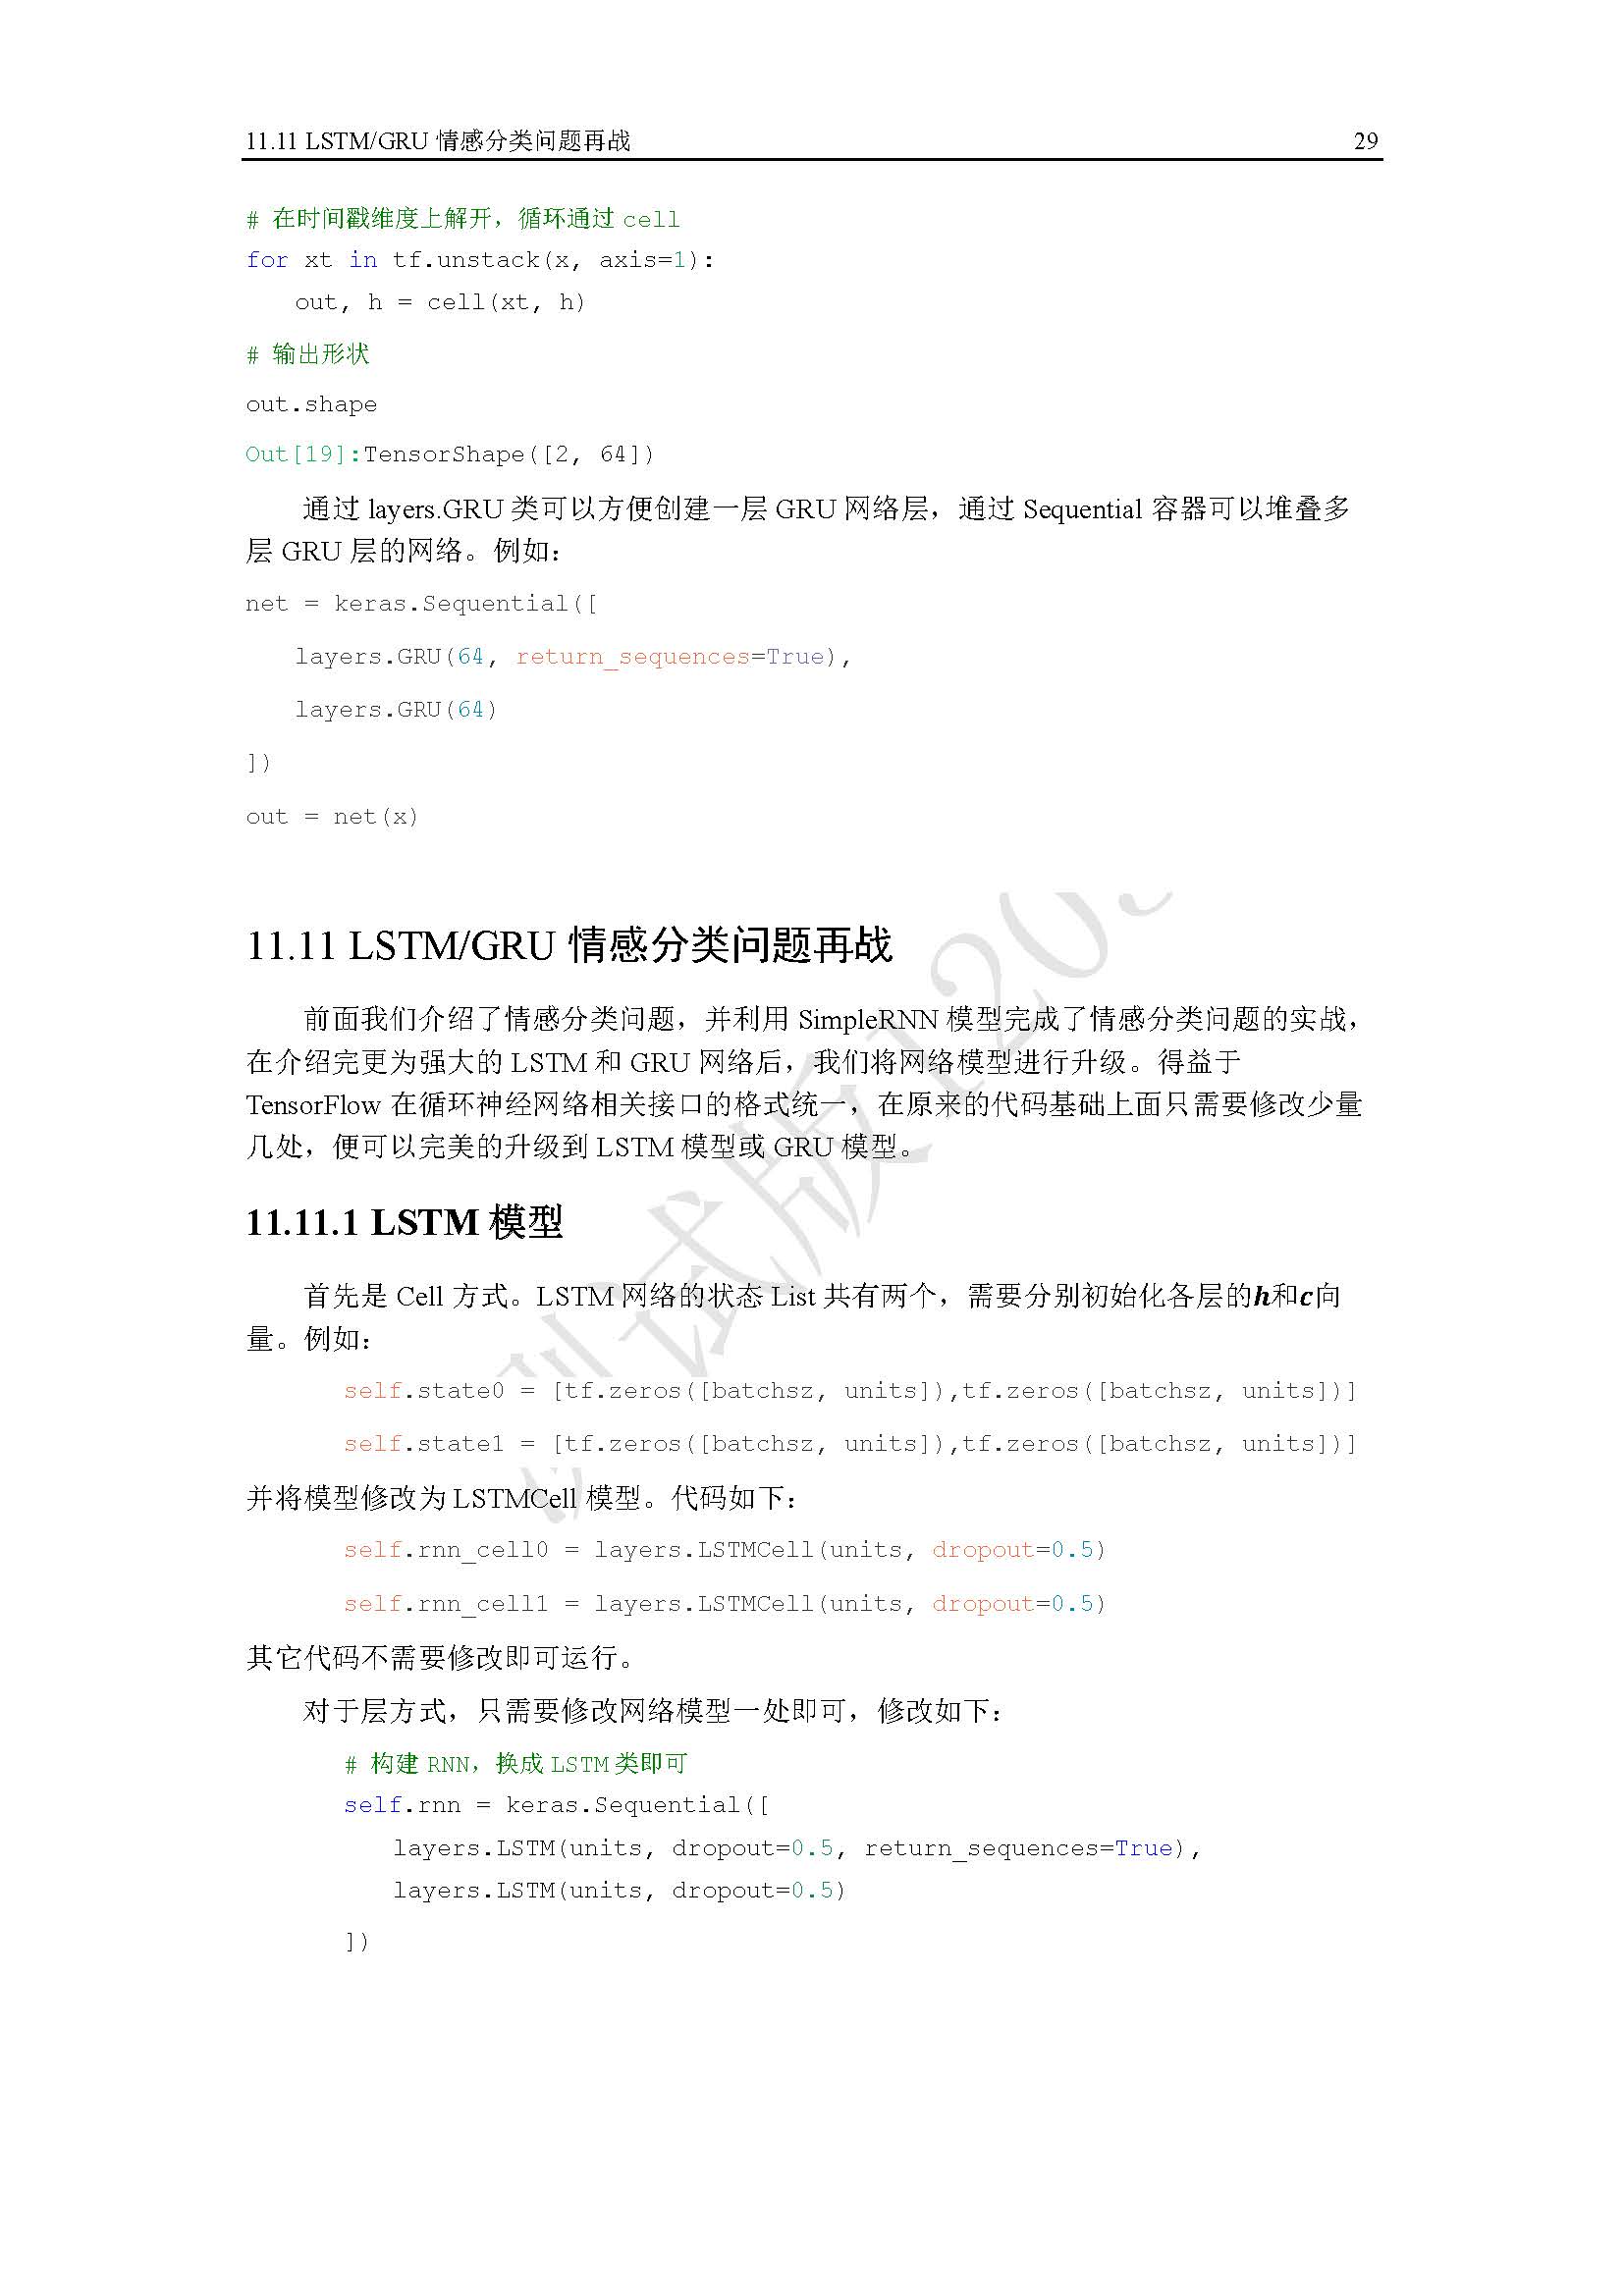 11.11 LSTM/GRU 情感分类问题再战 29
# 在时间戳维度上解开，循环通过 cell
for xt in tf.unstack(x, axis=1):
out, h = cell(xt, h)
# 输出形状
out.shape
Out[19]:TensorShape([2, 64])
通过 layers.GRU 类可以方便创建一层 GRU 网络层，通过 Sequential 容器可以堆叠多
层 GRU 层的网络。例如：
net = keras.Sequential([
layers.GRU(64, return_sequences=True),
layers.GRU(64)
])
out = net(x)
11.11 LSTM/GRU 情感分类问题再战
前面我们介绍了情感分类问题，并利用 SimpleRNN 模型完成了情感分类问题的实战，
在介绍完更为强大的 LSTM 和 GRU 网络后，我们将网络模型进行升级。得益于
TensorFlow 在循环神经网络相关接口的格式统一，在原来的代码基础上面只需要修改少量
几处，便可以完美的升级到 LSTM 模型或 GRU 模型。
11.11.1 LSTM 模型
首先是 Cell 方式。LSTM 网络的状态 List 共有两个，需要分别初始化各层的h和c向
量。例如：
self.state0 = [tf.zeros([batchsz, units]),tf.zeros([batchsz, units])]
self.state1 = [tf.zeros([batchsz, units]),tf.zeros([batchsz, units])]
并将模型修改为 LSTMCell 模型。代码如下：
self.rnn_cell0 = layers.LSTMCell(units, dropout=0.5)
self.rnn_cell1 = layers.LSTMCell(units, dropout=0.5)
其它代码不需要修改即可运行。
对于层方式，只需要修改网络模型一处即可，修改如下：
# 构建 RNN，换成 LSTM 类即可
self.rnn = keras.Sequential([
layers.LSTM(units, dropout=0.5, return_sequences=True),
layers.LSTM(units, dropout=0.5)
])